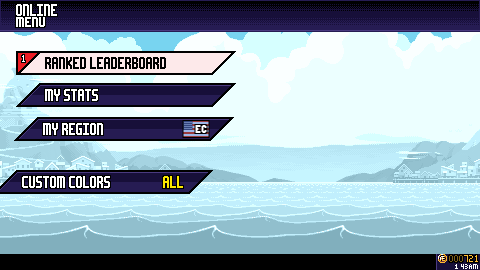 ONLINE
MENU
1
RANKED LEADERBOARD
MY STATS
MY REGION EC
CUSTOM COLORS ALL
000721
1:43AM